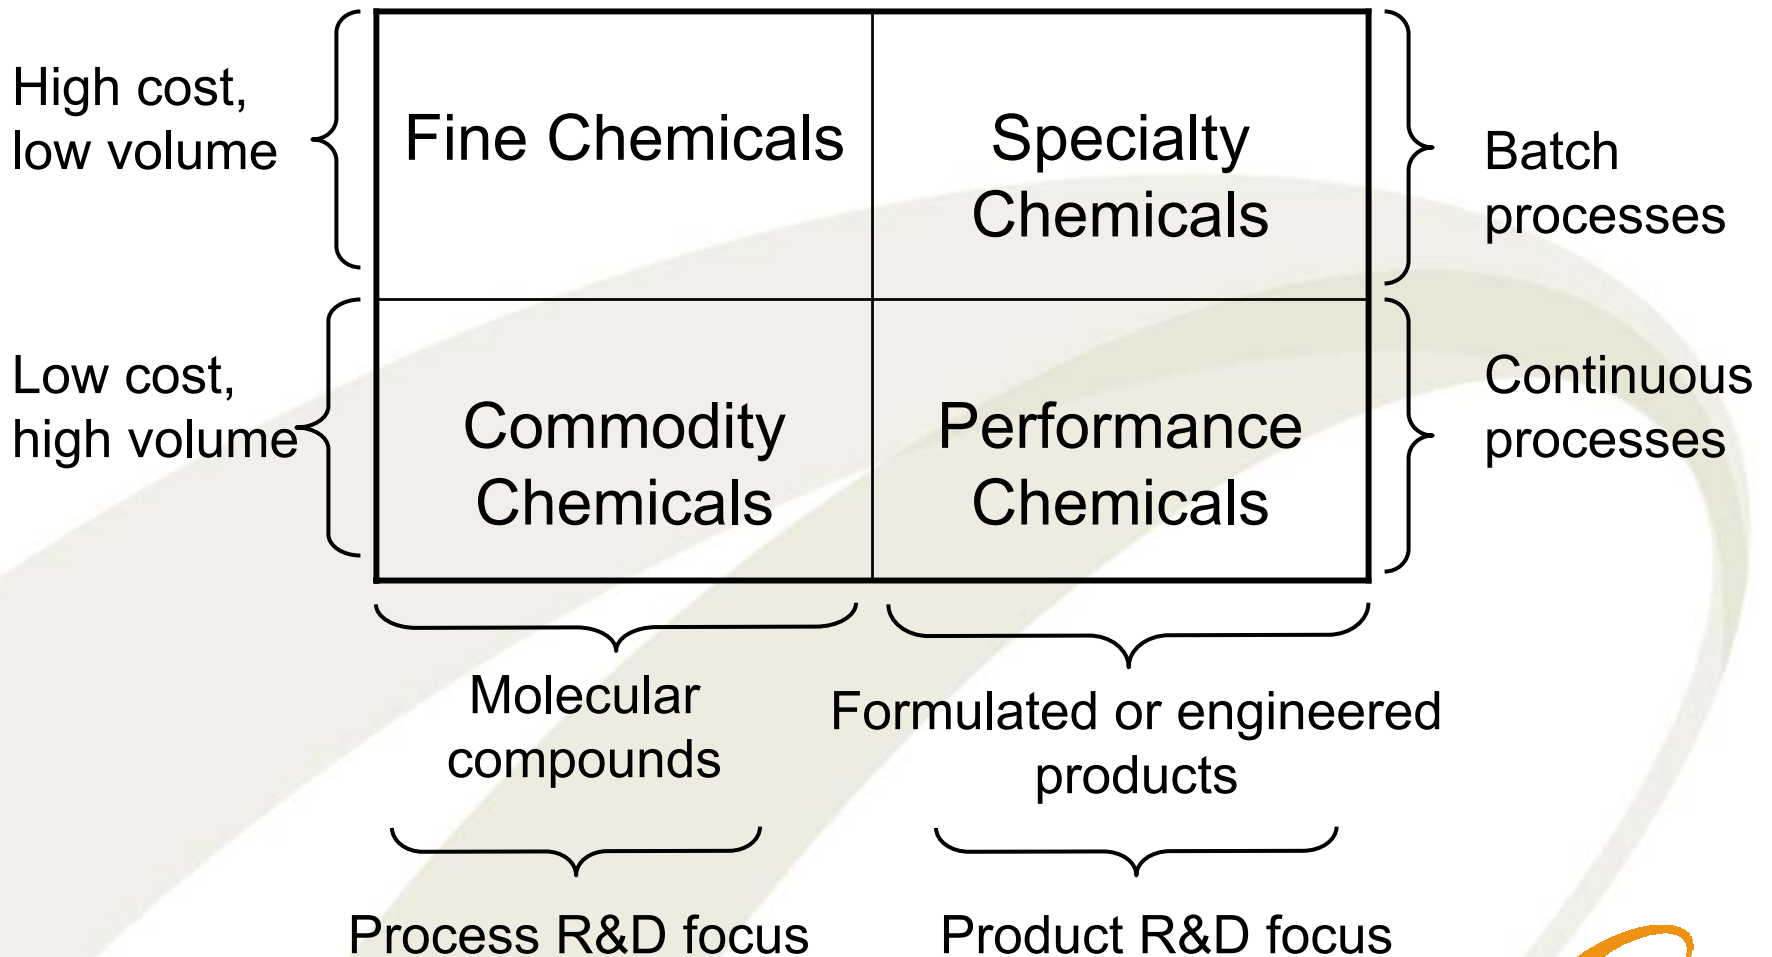 High cost,
low volume
Fine Chemicals
Specialty
Chemicals
Batch
processes
Low cost,
high volume
Commodity
Chemicals
Performance
Chemicals
Continuous
processes
Molecular
compounds
Formulated or engineered
products
Process R&D focus
Product R&D focus